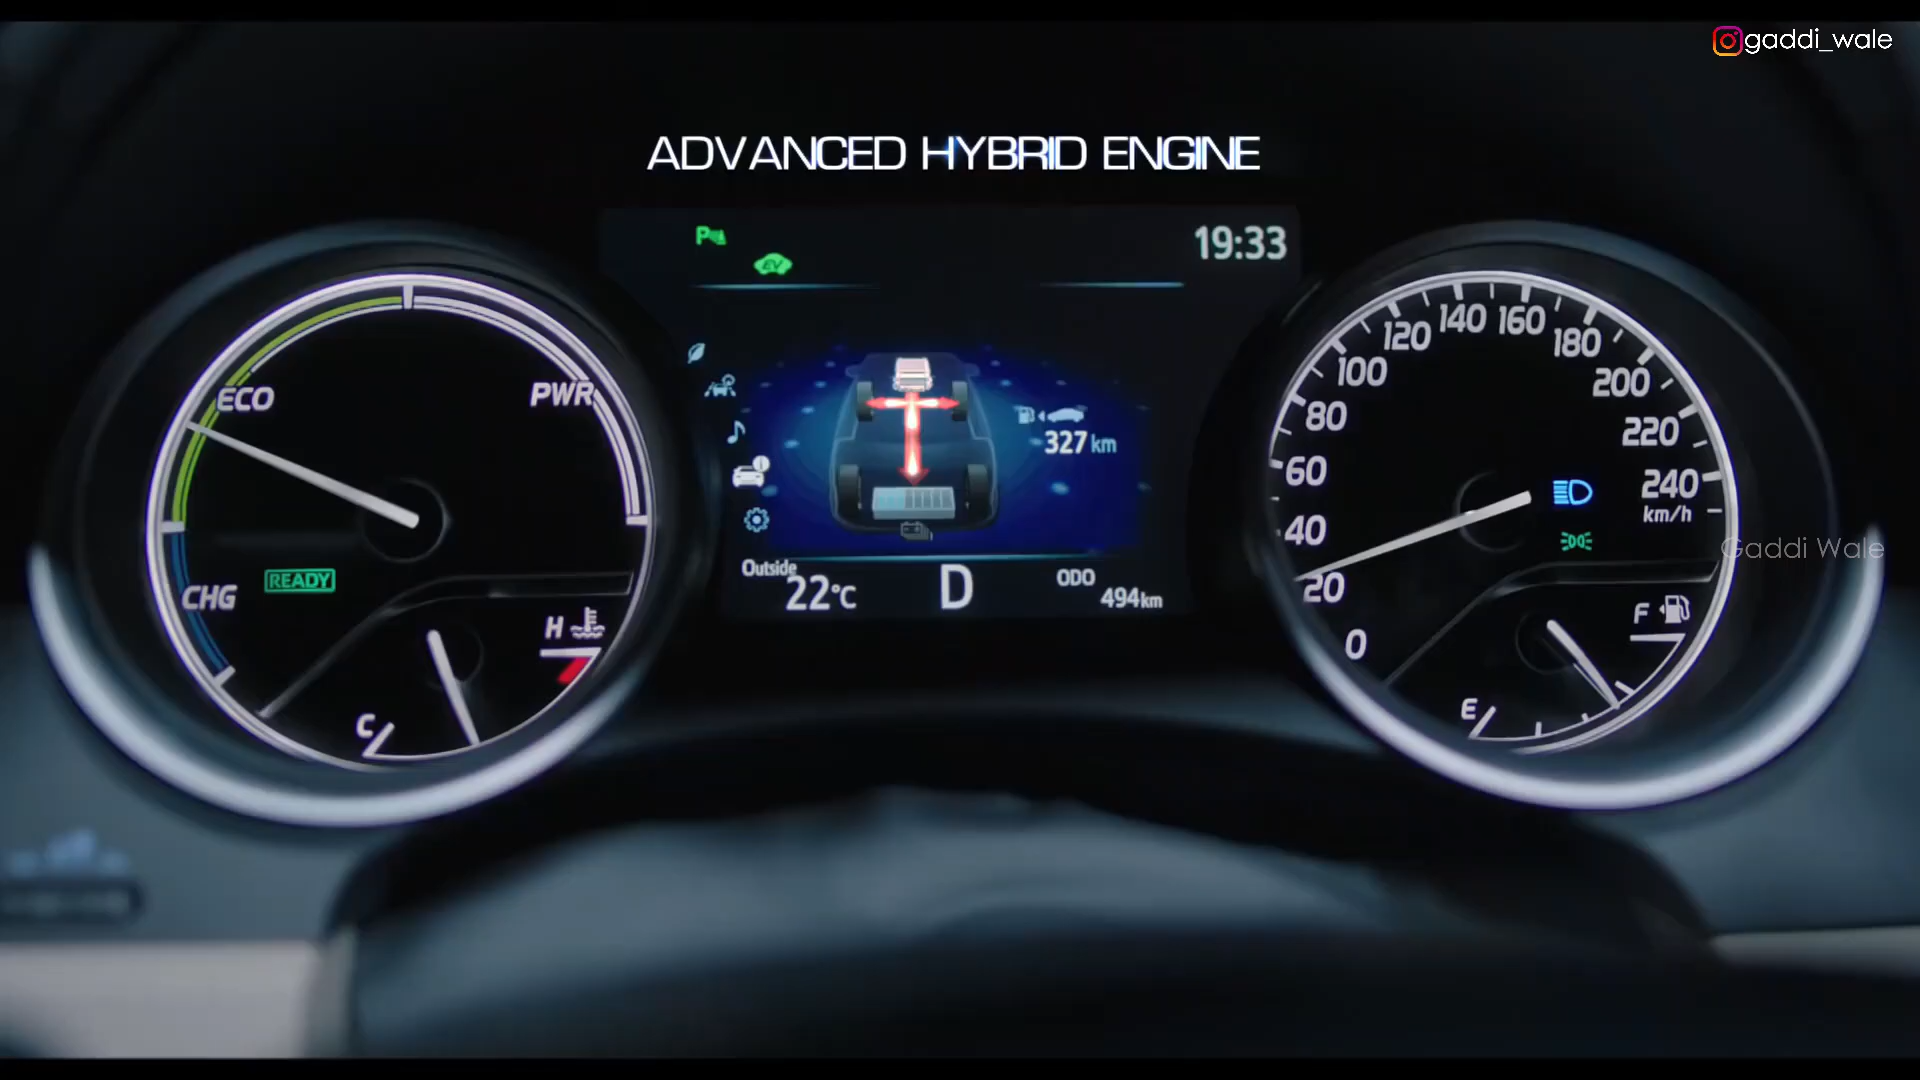 gaddi_wale
ADVANCED HYBRID ENGINE
P
EV
19:33
ECO
PWR
CHG
READY
H
C
327 km
Outside
22°C
D
ODO
494km
0
20
40
60
80
100
120
140
160
180
200
220
240
km/h
F
E
Gaddi Wale